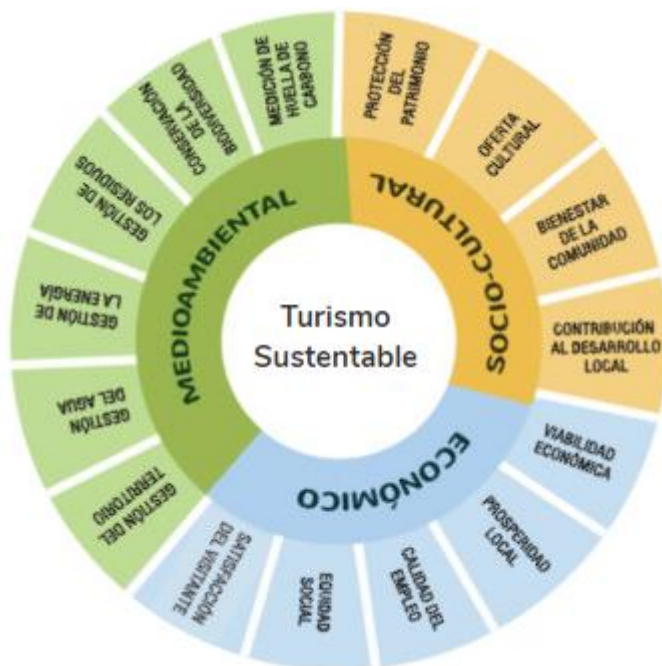 Turismo
Sustentable
MEDIOAMBIENTAL
SOCIO-CULTURAL
ECONÓMICO
PROTECCIÓN
DEL
PATRIMONIO
OFERTA
CULTURAL
BIENESTAR
DE LA
COMUNIDAD
CONTRIBUCIÓN
AL DESARROLLO
LOCAL
VIABILIDAD
ECONÓMICA
PROSPERIDAD
LOCAL
CALIDAD DEL
EMPLEO
EQUIDAD
SOCIAL
SATISFACCIÓN
DEL VISITANTE
GESTIÓN DEL
TERRITORIO
GESTIÓN
DEL AGUA
GESTIÓN DE
LA ENERGÍA
GESTIÓN DE
LOS RESIDUOS
CONSERVACIÓN
DE LA
BIODIVERSIDAD
MEDICIÓN DE
HUELLA DE
CARBONO